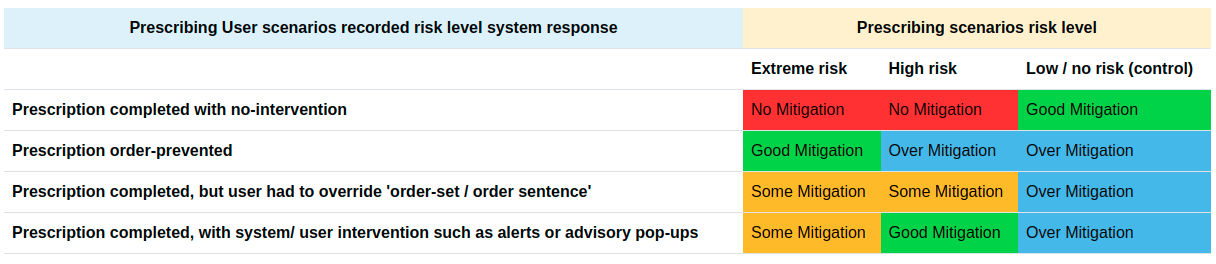 Prescribing User scenarios recorded risk level system response Prescribing scenarios risk level
Extreme risk High risk Low / no risk (control)
Prescription completed with no-intervention No Mitigation No Mitigation Good Mitigation
Prescription order-prevented Good Mitigation Over Mitigation Over Mitigation
Prescription completed, but user had to override 'order-set / order sentence' Some Mitigation Some Mitigation Over Mitigation
Prescription completed, with system/ user intervention such as alerts or advisory pop-ups Some Mitigation Good Mitigation Over Mitigation